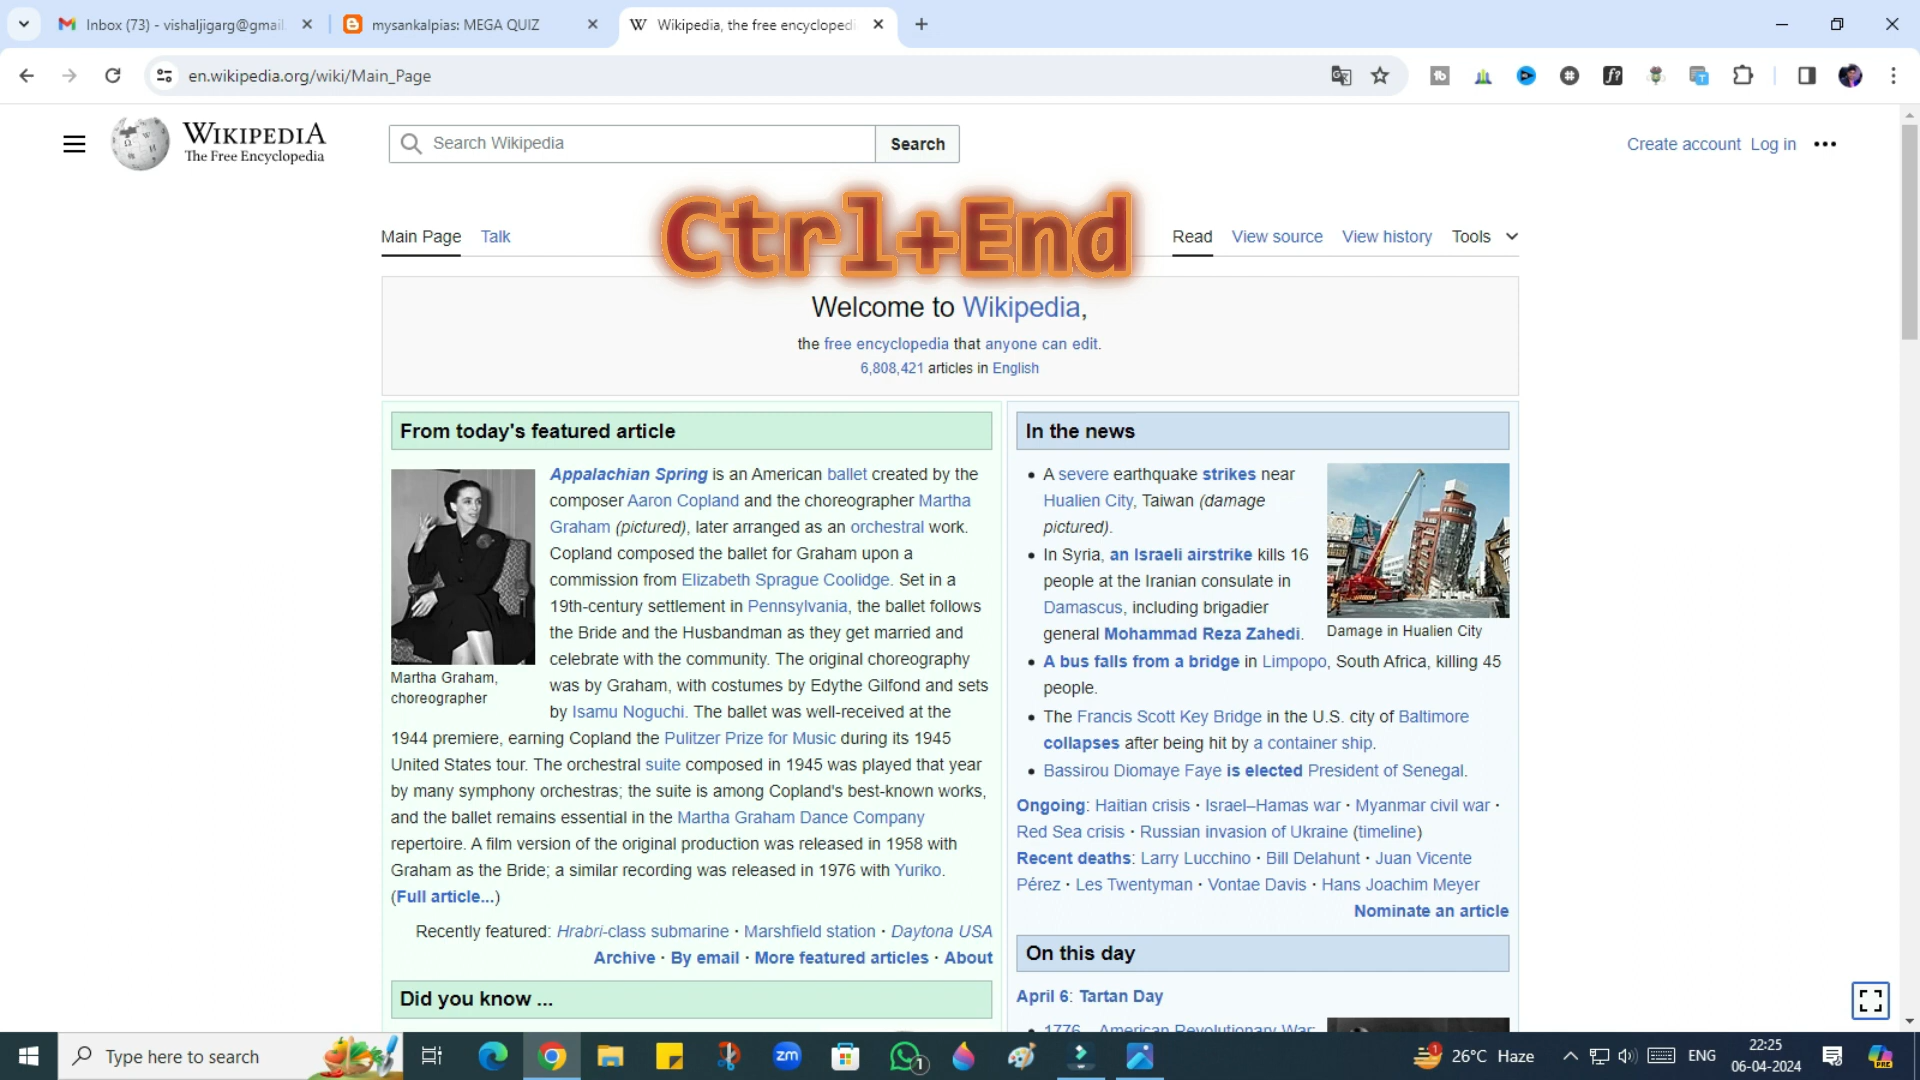 Inbox (73) - vishaljigarg@gmail.
mysankalpias: MEGA QUIZ
Wikipedia, the free encyclopedi
en.wikipedia.org/wiki/Main_Page
WIKIPEDIA
The Free Encyclopedia
Search Wikipedia
Search
Create account Log in
Ctrl+End
Main Page Talk
Read View source View history Tools
Welcome to Wikipedia,
the free encyclopedia that anyone can edit.
6,808,421 articles in English
From today's featured article
Appalachian Spring is an American ballet created by the
composer Aaron Copland and the choreographer Martha
Graham (pictured), later arranged as an orchestral work.
Copland composed the ballet for Graham upon a
commission from Elizabeth Sprague Coolidge. Set in a
19th-century settlement in Pennsylvania, the ballet follows
the Bride and the Husbandman as they get married and
celebrate with the community. The original choreography
was by Graham, with costumes by Edythe Gilfond and sets
by Isamu Noguchi. The ballet was well-received at the
Martha Graham,
choreographer
1944 premiere, earning Copland the Pulitzer Prize for Music during its 1945
United States tour. The orchestral suite composed in 1945 was played that year
by many symphony orchestras; the suite is among Copland's best-known works,
and the ballet remains essential in the Martha Graham Dance Company
repertoire. A film version of the original production was released in 1958 with
Graham as the Bride; a similar recording was released in 1976 with Yuriko.
(Full article...)
Recently featured: Hrabri-class submarine · Marshfield station · Daytona USA
Archive · By email · More featured articles · About
Did you know ...
In the news
• A severe earthquake strikes near
Hualien City, Taiwan (damage
pictured).
• In Syria, an Israeli airstrike kills 16
people at the Iranian consulate in
Damascus, including brigadier
general Mohammad Reza Zahedi.
Damage in Hualien City
• A bus falls from a bridge in Limpopo, South Africa, killing 45
people.
• The Francis Scott Key Bridge in the U.S. city of Baltimore
collapses after being hit by a container ship.
• Bassirou Diomaye Faye is elected President of Senegal.
Ongoing: Haitian crisis · Israel–Hamas war · Myanmar civil war ·
Red Sea crisis · Russian invasion of Ukraine (timeline)
Recent deaths: Larry Lucchino · Bill Delahunt · Juan Vicente
Pérez · Les Twentyman · Vontae Davis · Hans Joachim Meyer
Nominate an article
On this day
April 6: Tartan Day
1776 – American Revolutionary War:
Type here to search
zm
1
1
26°C Haze
ENG
22:25
06-04-2024
PRE